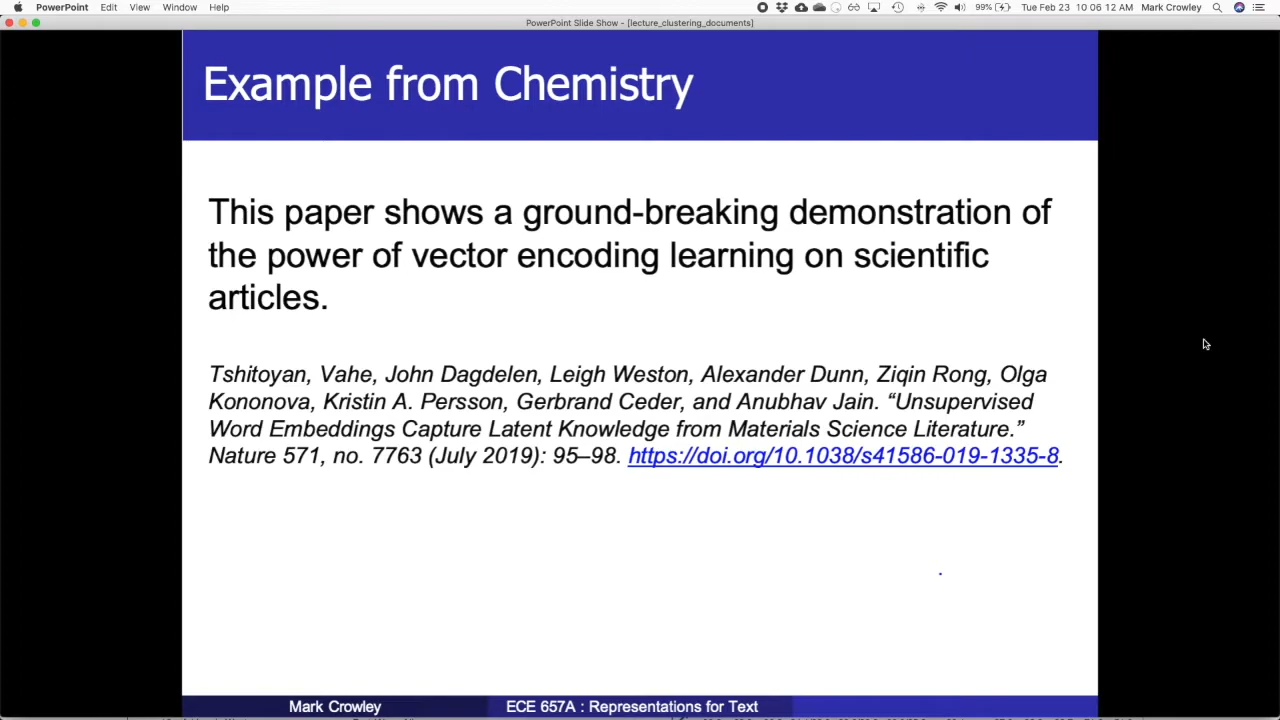 PowerPoint Edit View Window Help 99% Tue Feb 23 10 06 12 AM Mark Crowley
PowerPoint Slide Show - [lecture_clustering_documents]
Example from Chemistry
This paper shows a ground-breaking demonstration of
the power of vector encoding learning on scientific
articles.
Tshitoyan, Vahe, John Dagdelen, Leigh Weston, Alexander Dunn, Ziqin Rong, Olga
Kononova, Kristin A. Persson, Gerbrand Ceder, and Anubhav Jain. “Unsupervised
Word Embeddings Capture Latent Knowledge from Materials Science Literature.”
Nature 571, no. 7763 (July 2019): 95–98. https://doi.org/10.1038/s41586-019-1335-8.
Mark Crowley ECE 657A : Representations for Text